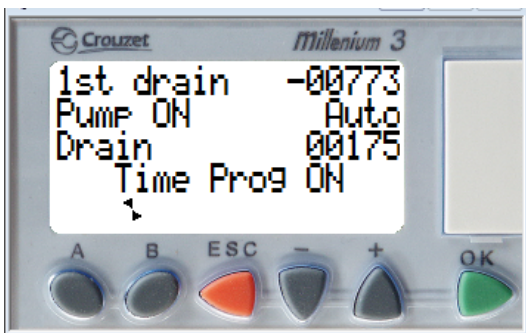 Crouzet Millenium 3
1st drain -00773
Pump ON Auto
Drain 00175
Time Prog ON
A B ESC - + OK